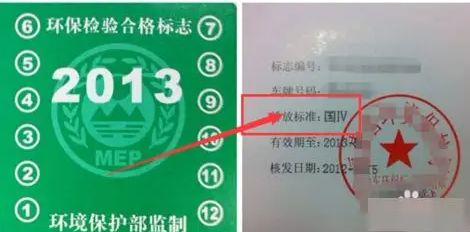 ⑥ 环保检验合格标志 ⑦
2013
⑤ ⑧
④ ⑨
③ ⑩
MEP
② ⑪
① ⑫
环境保护部监制
标志编号:
车牌号码:
放标准:国Ⅳ
有效期至:2013
核发日期:2012- 5